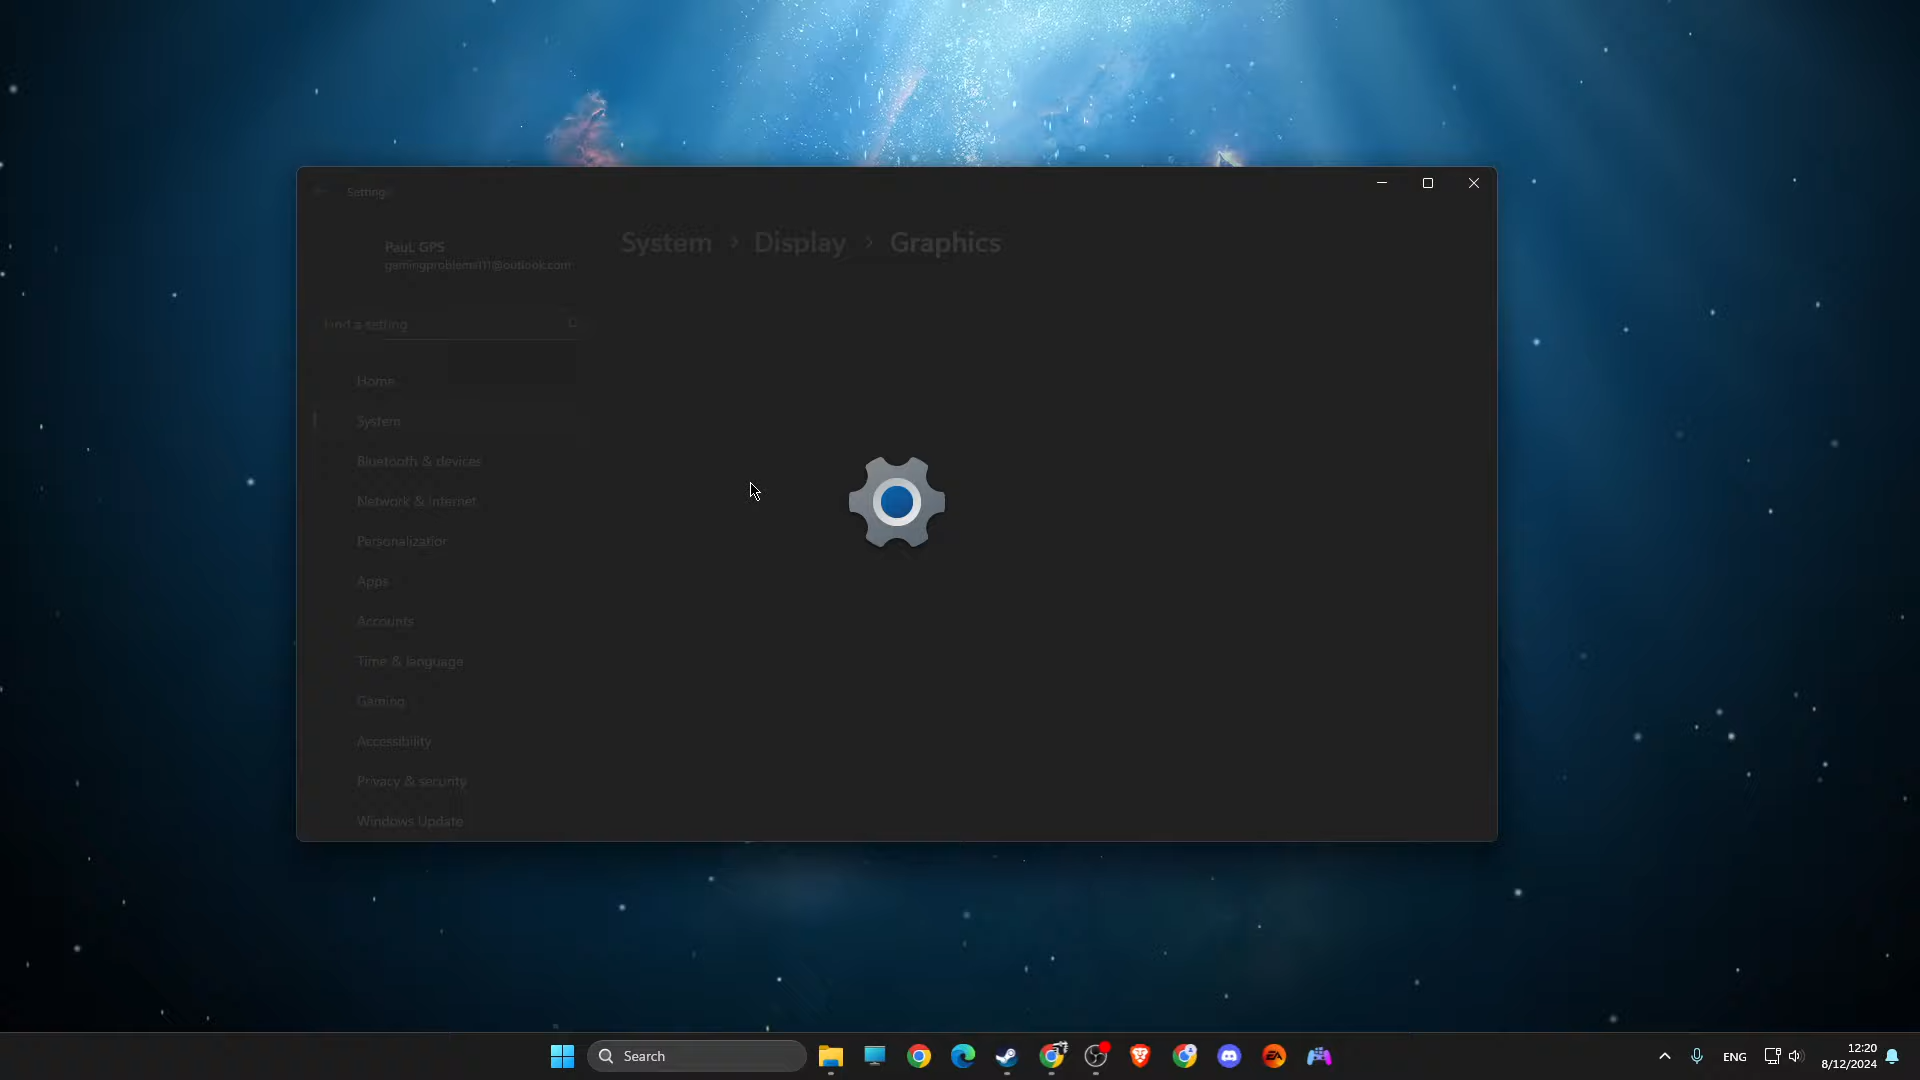 Settings
System > Display > Graphics
PauL GPS
gamingproblems111@outlook.com
Find a setting
Home
System
Bluetooth & devices
Network & internet
Personalization
Apps
Accounts
Time & language
Gaming
Accessibility
Privacy & security
Windows Update
Search
EA
ENG
12:20
8/12/2024